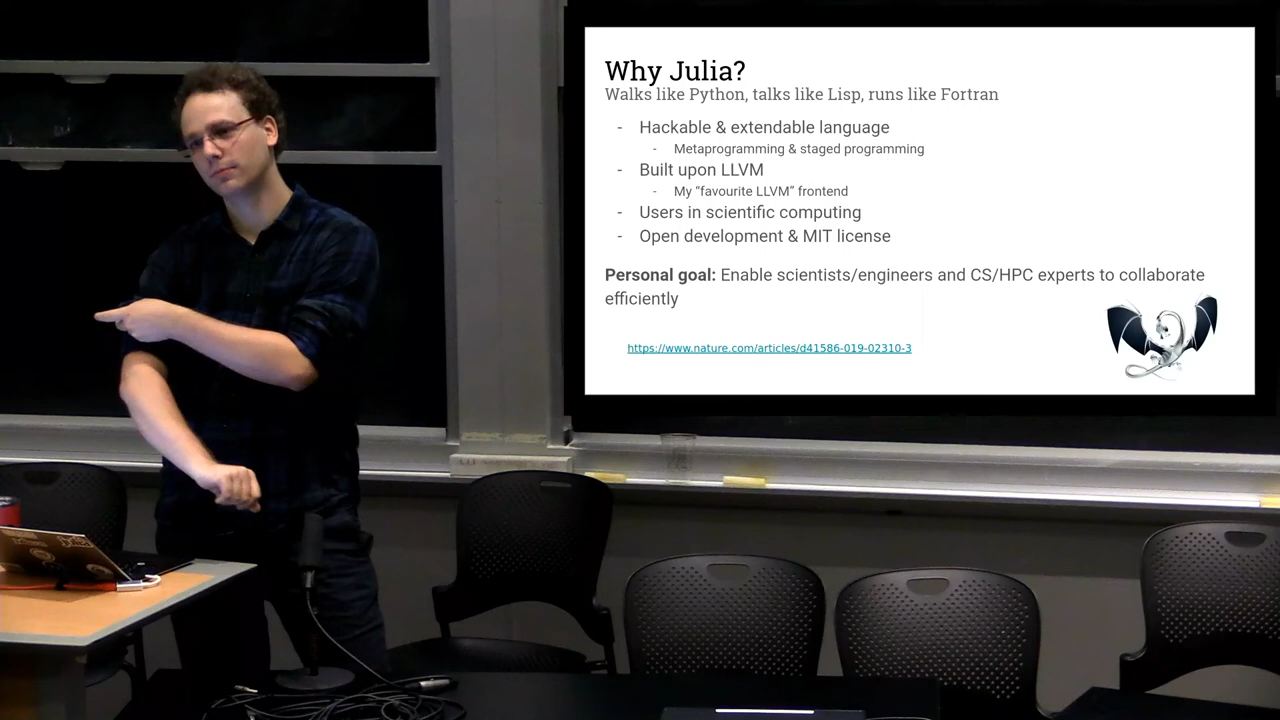 Why Julia?
Walks like Python, talks like Lisp, runs like Fortran
- Hackable & extendable language
- Metaprogramming & staged programming
- Built upon LLVM
- My “favourite LLVM” frontend
- Users in scientific computing
- Open development & MIT license
Personal goal: Enable scientists/engineers and CS/HPC experts to collaborate
efficiently
https://www.nature.com/articles/d41586-019-02310-3